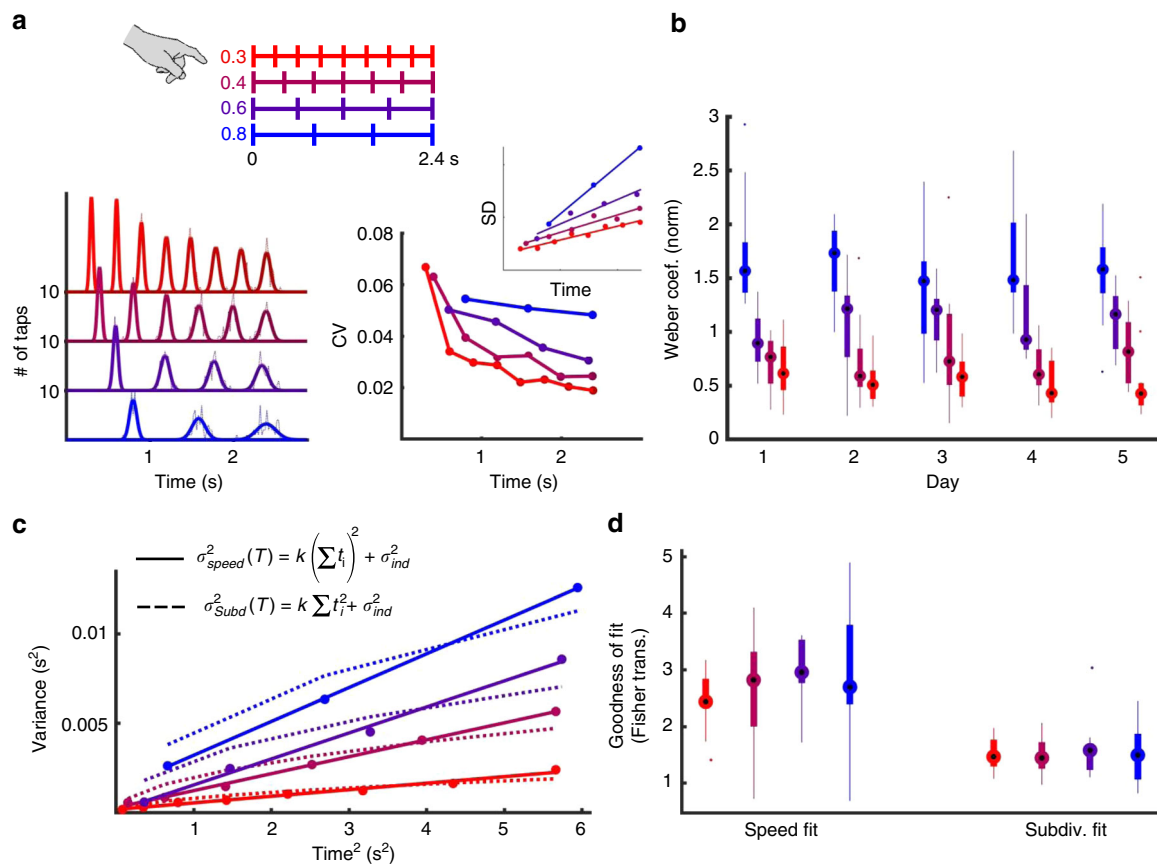 a
0.3
0.4
0.6
0.8
0 2.4 s
10
10
10
# of taps
1 2
Time (s)
SD
Time
0.08
0.06
0.04
0.02
CV
1 2
Time (s)
b
3
2.5
2
1.5
1
0.5
0
Weber coef. (norm)
1 2 3 4 5
Day
c
σ²speed(T) = k(∑tᵢ)² + σ²ind
σ²Subd(T) = k∑tᵢ² + σ²ind
0.01
0.005
Variance (s²)
1 2 3 4 5 6
Time² (s²)
d
5
4
3
2
1
Goodness of fit
(Fisher trans.)
Speed fit Subdiv. fit